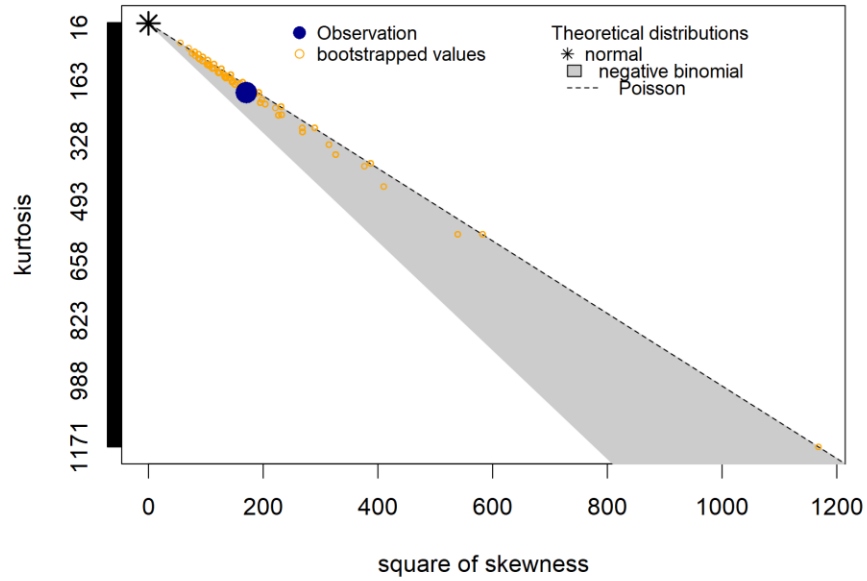 Observation
bootstrapped values
Theoretical distributions
normal
negative binomial
Poisson
kurtosis
16
163
328
493
658
823
988
1171
0
200
400
600
800
1000
1200
square of skewness